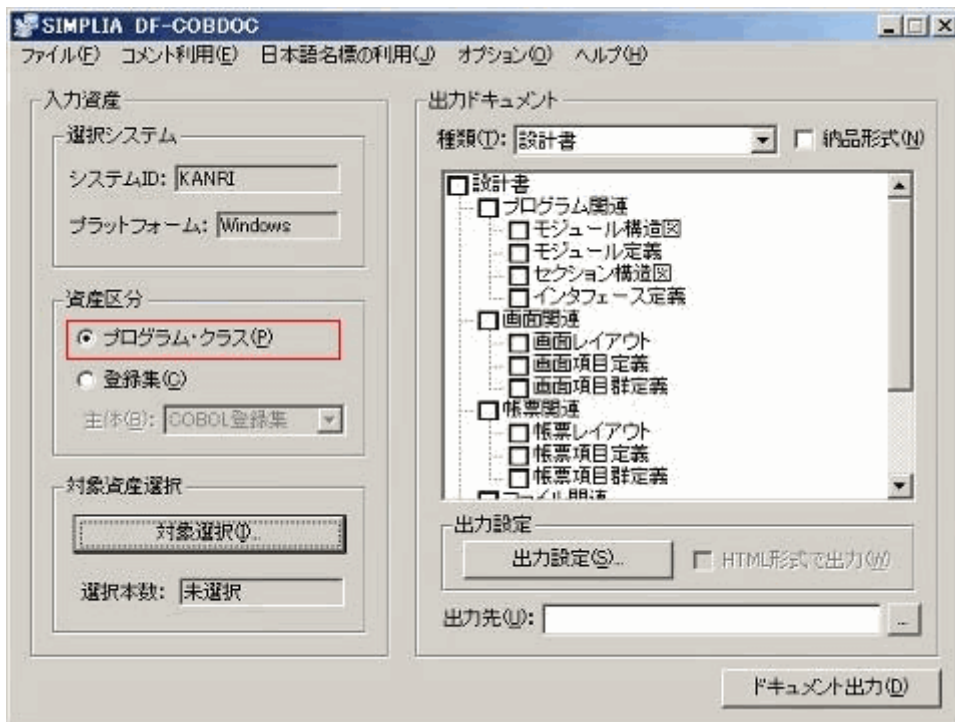 SIMPLIA DF-COBDOC
ファイル(F) コメント利用(E) 日本語名標の利用(J) オプション(O) ヘルプ(H)
入力資産
選択システム
システムID: KANRI
プラットフォーム: Windows
資産区分
プログラム・クラス(P)
登録集(C)
主体(B): COBOL登録集
対象資産選択
対象選択(I)...
選択本数: 未選択
出力ドキュメント
種類(T): 設計書
納品形式(N)
設計書
プログラム関連
モジュール構造図
モジュール定義
セクション構造図
インタフェース定義
画面関連
画面レイアウト
画面項目定義
画面項目群定義
帳票関連
帳票レイアウト
帳票項目定義
帳票項目群定義
ファイル関連
出力設定
出力設定(S)...
HTML形式で出力(W)
出力先(U):
...
ドキュメント出力(D)